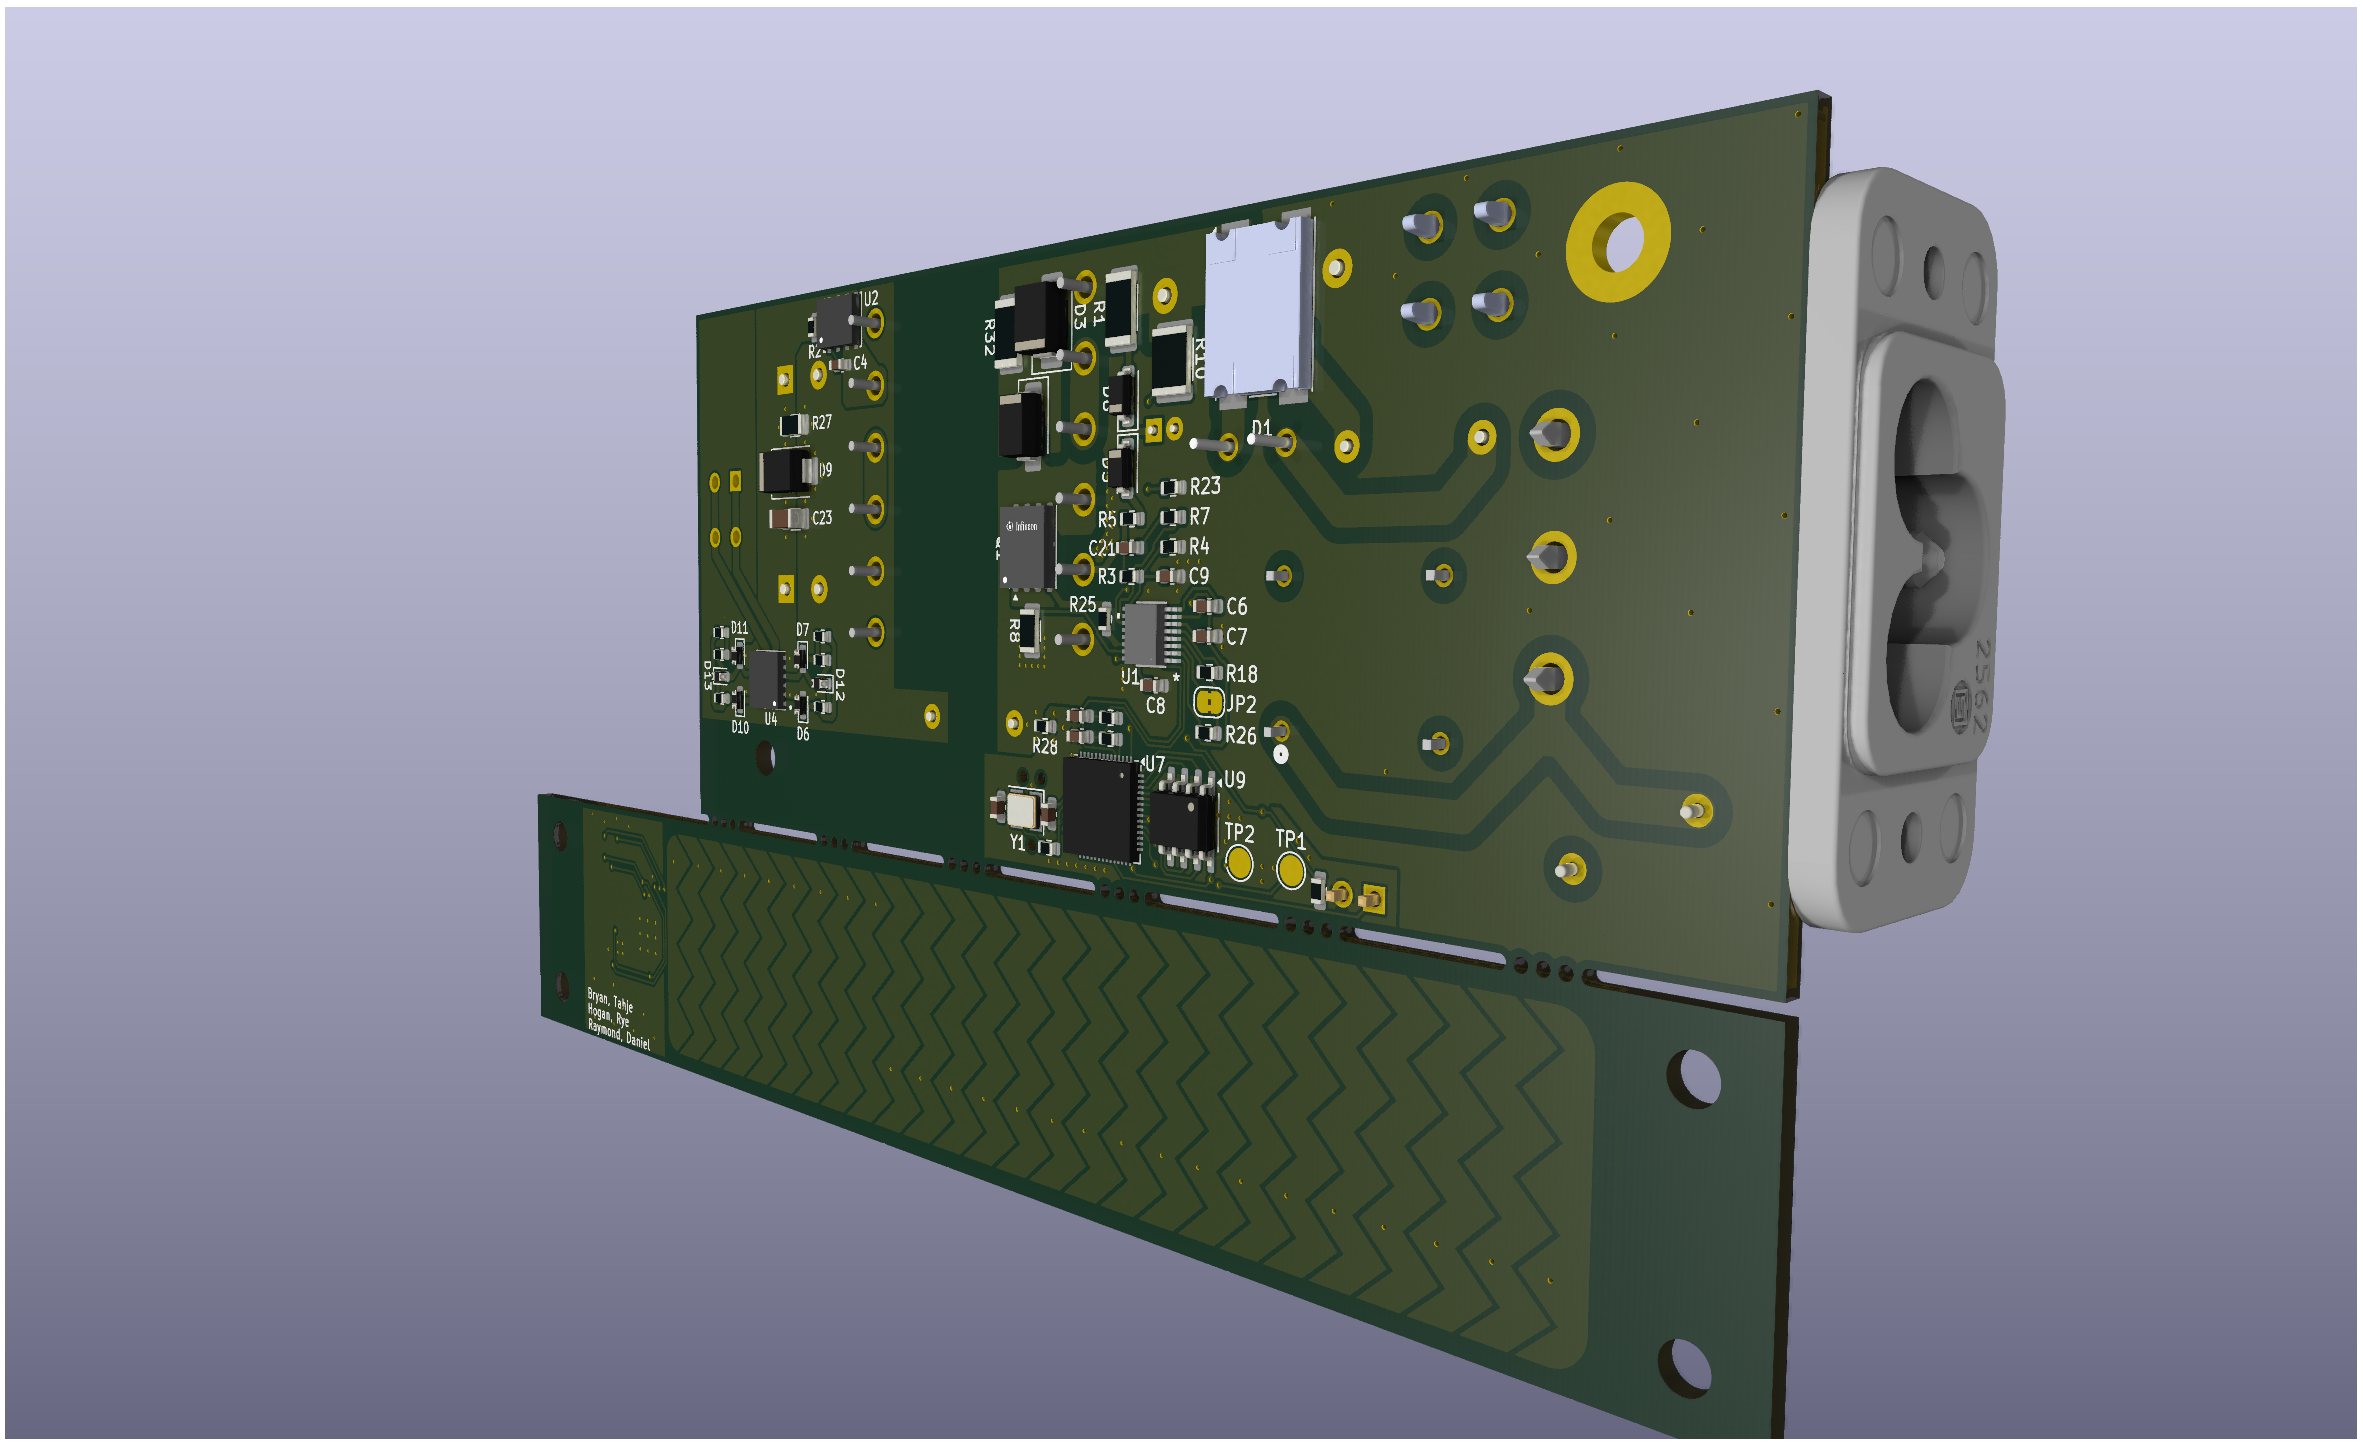 U2
R2
C4
R27
D9
C23
D11
D7
D13
D12
U4
D10
D6
R32
D3
R1
R10
D1
R23
R5
R7
C21
R4
R3
C9
infineon
R25
C6
R8
C7
U1
*
R18
C8
JP2
R28
R26
U7
U9
Y1
TP2
TP1
Bryan, Tahje
Hogan, Rye
Raymond, Daniel
2562